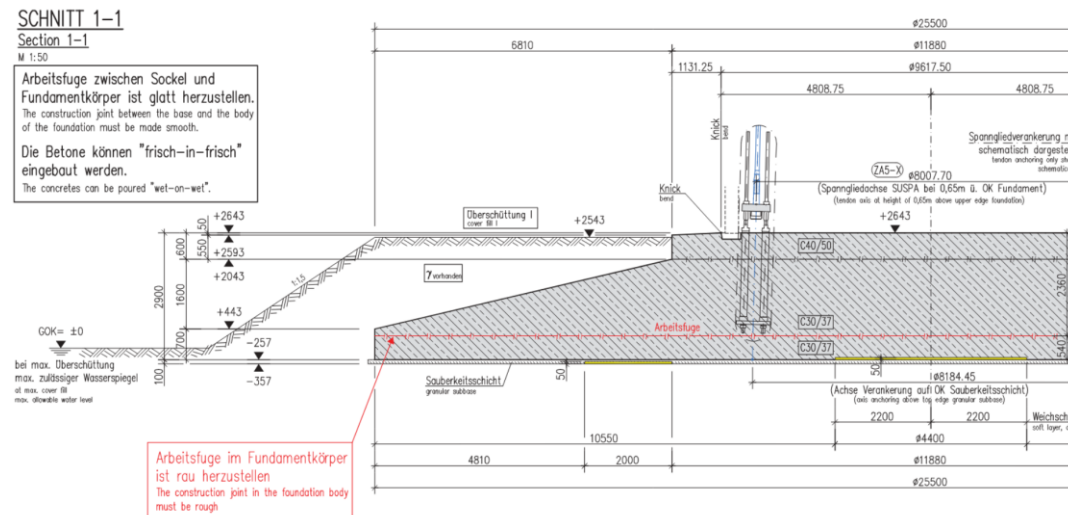 SCHNITT 1-1
Section 1-1
M 1:50
Arbeitsfuge zwischen Sockel und
Fundamentkörper ist glatt herzustellen.
The construction joint between the base and the body
of the foundation must be made smooth.
Die Betone können "frisch-in-frisch"
eingebaut werden.
The concretes can be poured "wet-on-wet".
ø25500
6810
ø11880
1131.25
ø9617.50
4808.75
4808.75
Knick
bend
Spanngliedverankerung
schematisch
tendon anchoring only
ZA5-X
ø8007.70
(Spanngliedachse SUSPA bei 0,65m ü. OK Fundament)
(tendon axis at height of 0,65m above upper edge foundation)
Knick
bend
Überschüttung I
cover fill I
+2543
+2643
+2643
50
600
550
+2593
+2043
C40/50
7 vorhanden
1:1,5
2900
1600
2360
+443
GOK= ±0
700
Arbeitsfuge
C30/37
C30/37
540
-257
-357
100
bei max. Überschüttung
max. zulässiger Wasserspiegel
at max. cover fill
max. allowable water level
Sauberkeitsschicht
granular subbase
50
50
ø8184.45
(Achse Verankerung auf OK Sauberkeitsschicht)
(axis anchoring above top edge granular subbase)
2200
2200
soft layer,
10550
ø4400
Arbeitsfuge im Fundamentkörper
ist rau herzustellen
The construction joint in the foundation body
must be rough
4810
2000
ø11880
ø25500